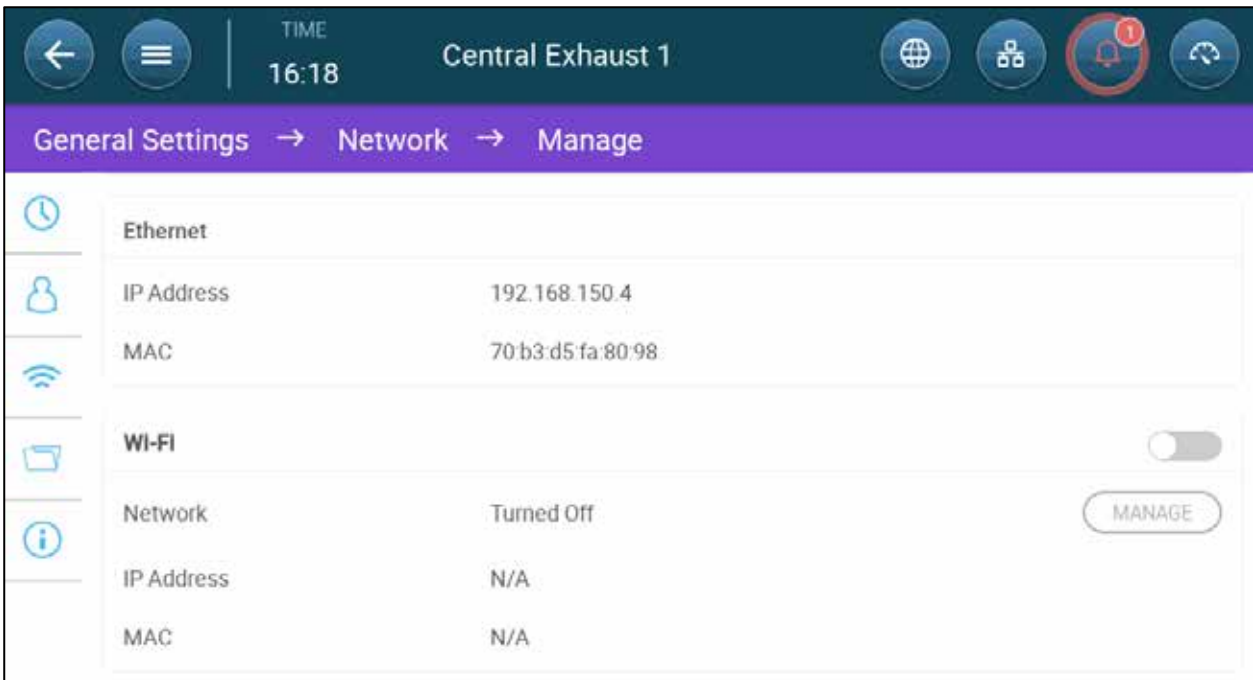 TIME
16:18
Central Exhaust 1
1
General Settings → Network → Manage
Ethernet
IP Address 192.168.150.4
MAC 70:b3:d5:fa:80:98
WI-FI
Network Turned Off MANAGE
IP Address N/A
MAC N/A